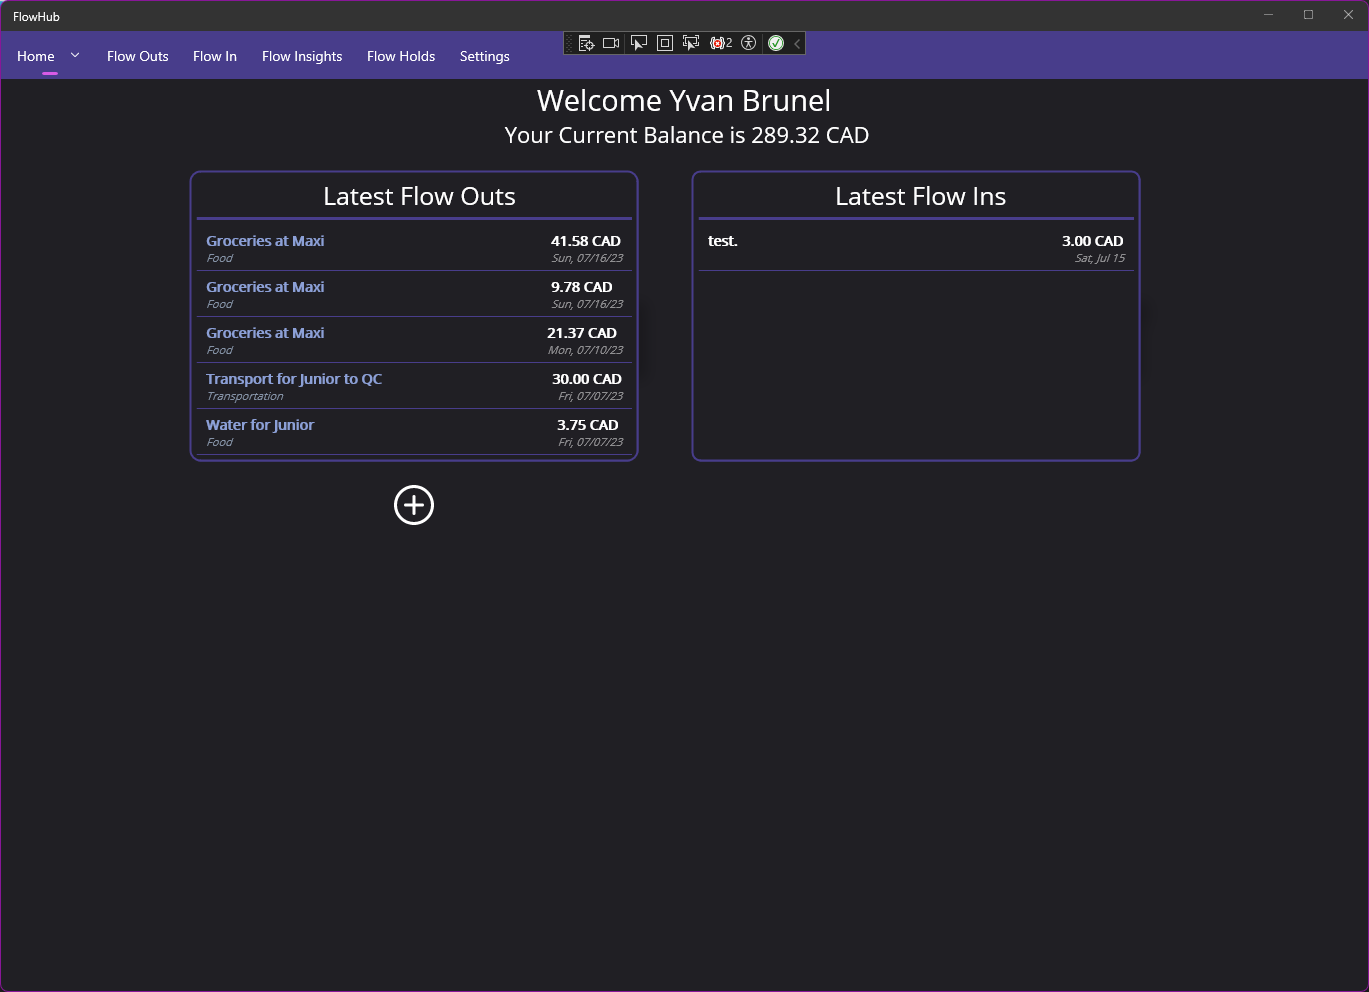 FlowHub
Home Flow Outs Flow In Flow Insights Flow Holds Settings
2
Welcome Yvan Brunel
Your Current Balance is 289.32 CAD
Latest Flow Outs
Groceries at Maxi 41.58 CAD
Food Sun, 07/16/23
Groceries at Maxi 9.78 CAD
Food Sun, 07/16/23
Groceries at Maxi 21.37 CAD
Food Mon, 07/10/23
Transport for Junior to QC 30.00 CAD
Transportation Fri, 07/07/23
Water for Junior 3.75 CAD
Food Fri, 07/07/23
Latest Flow Ins
test. 3.00 CAD
Sat, Jul 15